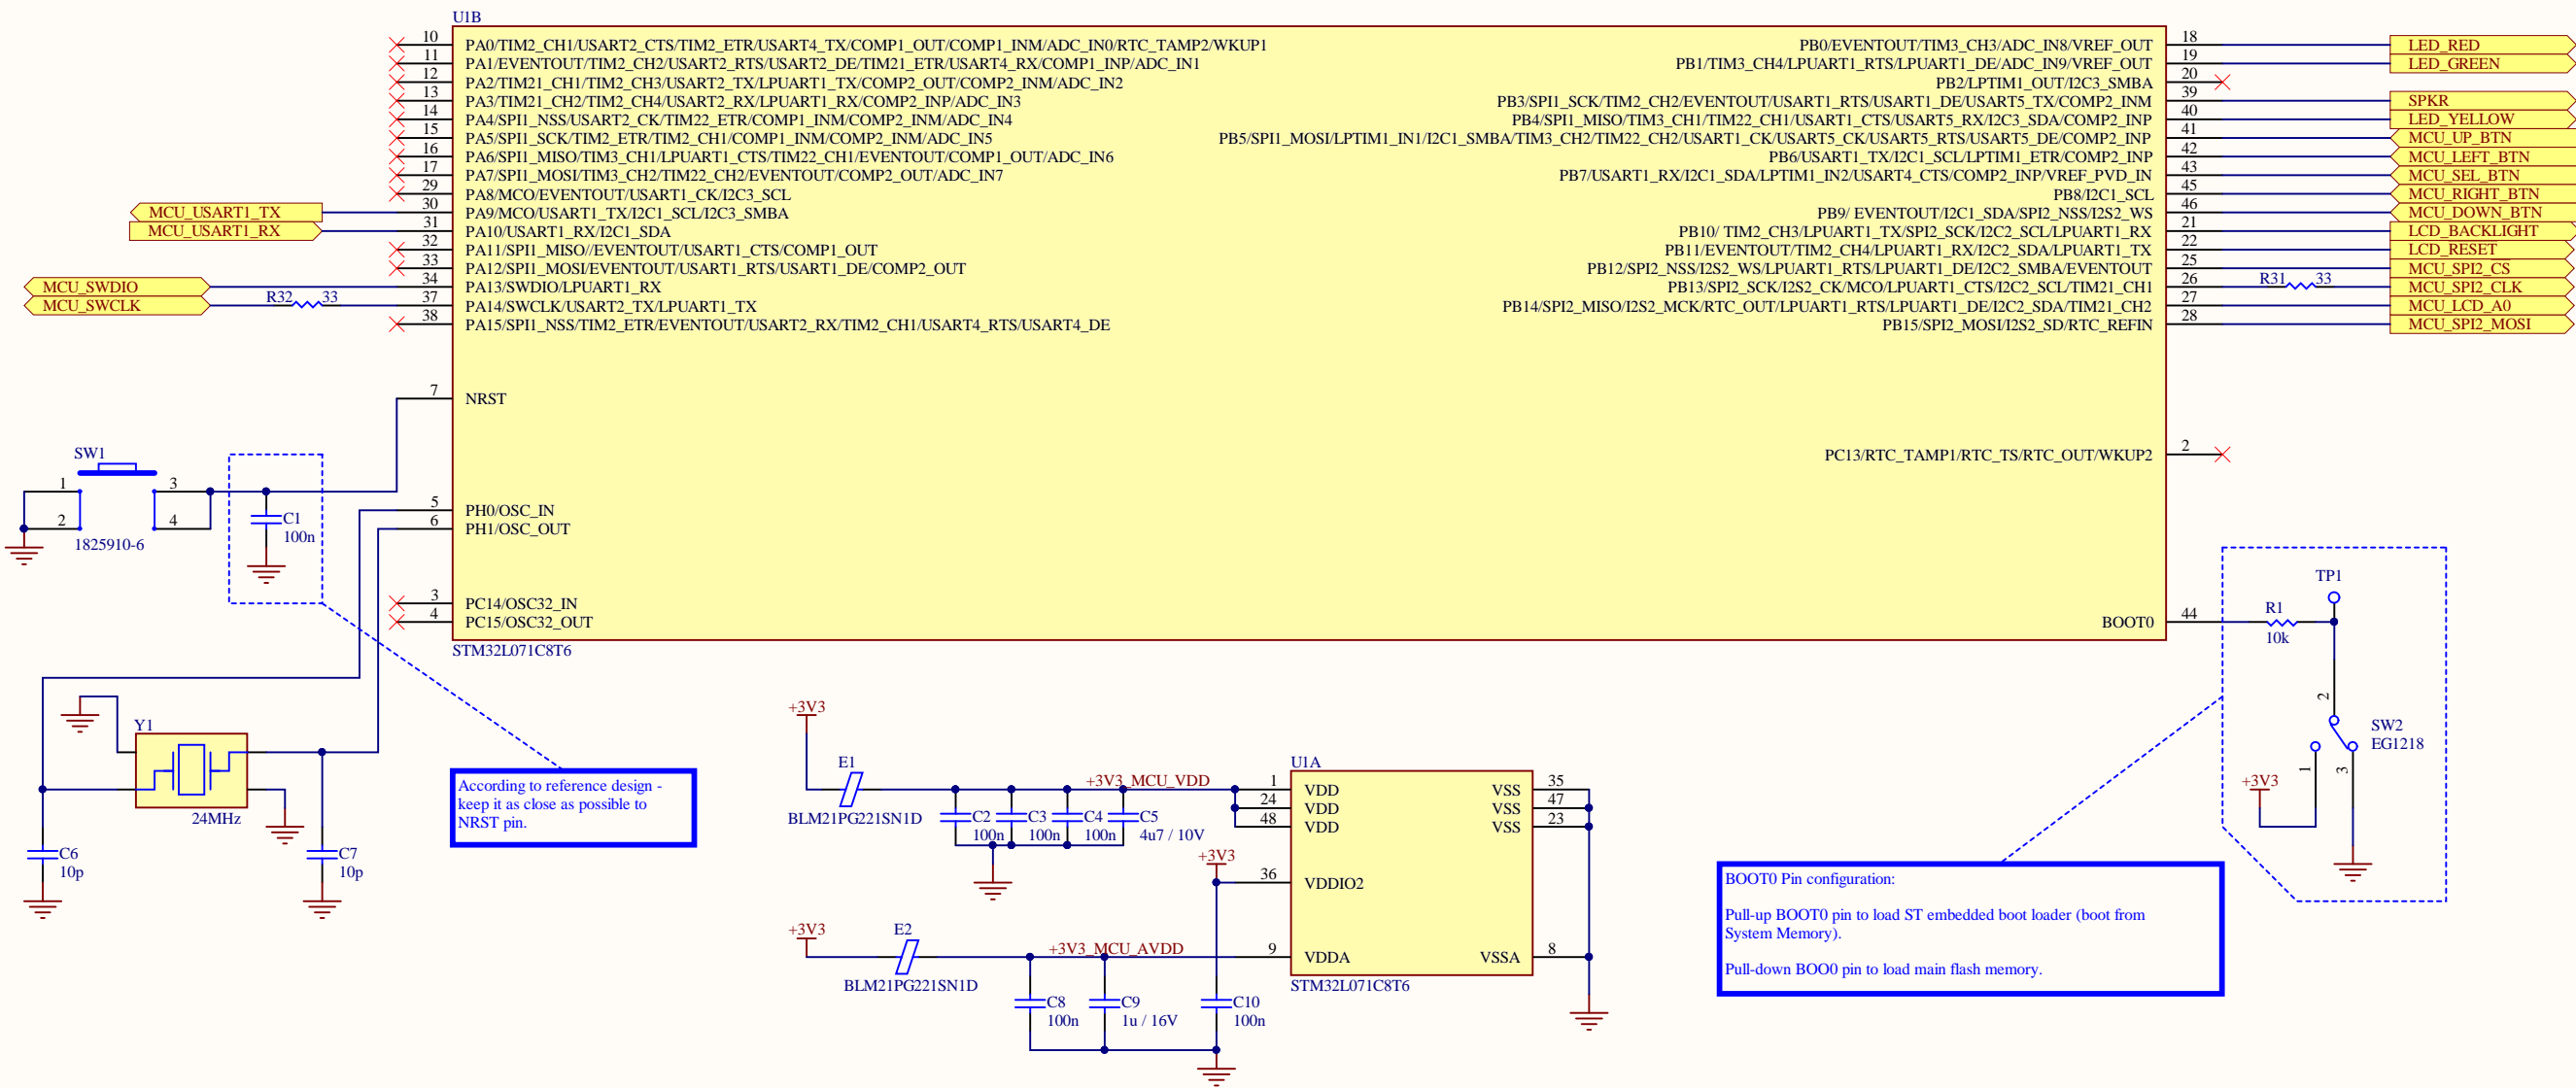 U1B
10 PA0/TIM2_CH1/USART2_CTS/TIM2_ETR/USART4_TX/COMP1_OUT/COMP1_INM/ADC_IN0/RTC_TAMP2/WKUP1
11 PA1/EVENTOUT/TIM2_CH2/USART2_RTS/USART2_DE/TIM21_ETR/USART4_RX/COMP1_INP/ADC_IN1
12 PA2/TIM21_CH1/TIM2_CH3/USART2_TX/LPUART1_TX/COMP2_OUT/COMP2_INM/ADC_IN2
13 PA3/TIM21_CH2/TIM2_CH4/USART2_RX/LPUART1_RX/COMP2_INP/ADC_IN3
14 PA4/SPI1_NSS/USART2_CK/TIM22_ETR/COMP1_INM/COMP2_INM/ADC_IN4
15 PA5/SPI1_SCK/TIM2_ETR/TIM2_CH1/COMP1_INM/COMP2_INM/ADC_IN5
16 PA6/SPI1_MISO/TIM3_CH1/LPUART1_CTS/TIM22_CH1/EVENTOUT/COMP1_OUT/ADC_IN6
17 PA7/SPI1_MOSI/TIM3_CH2/TIM22_CH2/EVENTOUT/COMP2_OUT/ADC_IN7
29 PA8/MCO/EVENTOUT/USART1_CK/I2C3_SCL
MCU_USART1_TX 30 PA9/MCO/USART1_TX/I2C1_SCL/I2C3_SMBA
MCU_USART1_RX 31 PA10/USART1_RX/I2C1_SDA
32 PA11/SPI1_MISO//EVENTOUT/USART1_CTS/COMP1_OUT
33 PA12/SPI1_MOSI/EVENTOUT/USART1_RTS/USART1_DE/COMP2_OUT
MCU_SWDIO 34 PA13/SWDIO/LPUART1_RX
MCU_SWCLK R32 33 37 PA14/SWCLK/USART2_TX/LPUART1_TX
38 PA15/SPI1_NSS/TIM2_ETR/EVENTOUT/USART2_RX/TIM2_CH1/USART4_RTS/USART4_DE
7 NRST
5 PH0/OSC_IN
6 PH1/OSC_OUT
3 PC14/OSC32_IN
4 PC15/OSC32_OUT
STM32L071C8T6
PB0/EVENTOUT/TIM3_CH3/ADC_IN8/VREF_OUT 18 LED_RED
PB1/TIM3_CH4/LPUART1_RTS/LPUART1_DE/ADC_IN9/VREF_OUT 19 LED_GREEN
PB2/LPTIM1_OUT/I2C3_SMBA 20
PB3/SPI1_SCK/TIM2_CH2/EVENTOUT/USART1_RTS/USART1_DE/USART5_TX/COMP2_INM 39 SPKR
PB4/SPI1_MISO/TIM3_CH1/TIM22_CH1/USART1_CTS/USART5_RX/I2C3_SDA/COMP2_INP 40 LED_YELLOW
PB5/SPI1_MOSI/LPTIM1_IN1/I2C1_SMBA/TIM3_CH2/TIM22_CH2/USART1_CK/USART5_CK/USART5_RTS/USART5_DE/COMP2_INP 41 MCU_UP_BTN
PB6/USART1_TX/I2C1_SCL/LPTIM1_ETR/COMP2_INP 42 MCU_LEFT_BTN
PB7/USART1_RX/I2C1_SDA/LPTIM1_IN2/USART4_CTS/COMP2_INP/VREF_PVD_IN 43 MCU_SEL_BTN
PB8/I2C1_SCL 45 MCU_RIGHT_BTN
PB9/ EVENTOUT/I2C1_SDA/SPI2_NSS/I2S2_WS 46 MCU_DOWN_BTN
PB10/ TIM2_CH3/LPUART1_TX/SPI2_SCK/I2C2_SCL/LPUART1_RX 21 LCD_BACKLIGHT
PB11/EVENTOUT/TIM2_CH4/LPUART1_RX/I2C2_SDA/LPUART1_TX 22 LCD_RESET
PB12/SPI2_NSS/I2S2_WS/LPUART1_RTS/LPUART1_DE/I2C2_SMBA/EVENTOUT 25 MCU_SPI2_CS
PB13/SPI2_SCK/I2S2_CK/MCO/LPUART1_CTS/I2C2_SCL/TIM21_CH1 26 R31 33 MCU_SPI2_CLK
PB14/SPI2_MISO/I2S2_MCK/RTC_OUT/LPUART1_RTS/LPUART1_DE/I2C2_SDA/TIM21_CH2 27 MCU_LCD_A0
PB15/SPI2_MOSI/I2S2_SD/RTC_REFIN 28 MCU_SPI2_MOSI
PC13/RTC_TAMP1/RTC_TS/RTC_OUT/WKUP2 2
BOOT0 44
SW1
1 3
2 4
1825910-6
C1
100n
Y1
24MHz
C6
10p
C7
10p
According to reference design -
keep it as close as possible to
NRST pin.
+3V3
E1
BLM21PG221SN1D
+3V3_MCU_VDD
C2
100n
C3
100n
C4
100n
C5
4u7 / 10V
U1A
1 VDD VSS 35
24 VDD VSS 47
48 VDD VSS 23
+3V3
36 VDDIO2
9 VDDA VSSA 8
STM32L071C8T6
+3V3
E2
BLM21PG221SN1D
+3V3_MCU_AVDD
C8
100n
C9
1u / 16V
C10
100n
TP1
R1
10k
2
SW2
EG1218
1
3
+3V3
BOOT0 Pin configuration:
Pull-up BOOT0 pin to load ST embedded boot loader (boot from
System Memory).
Pull-down BOO0 pin to load main flash memory.